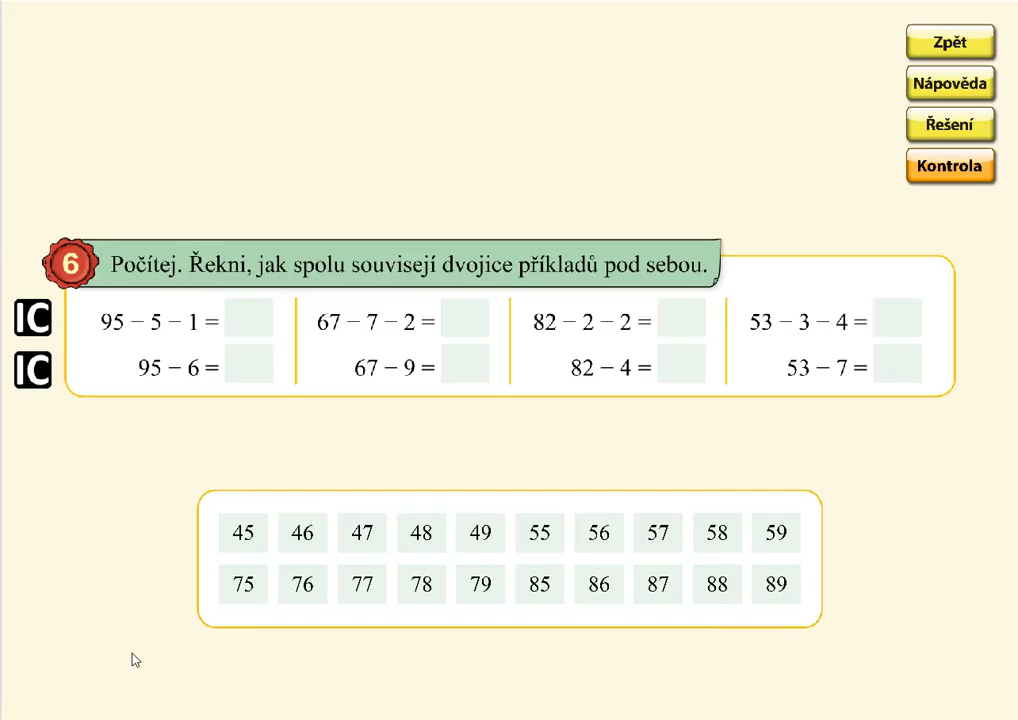 Zpět
Nápověda
Řešení
Kontrola
6 Počítej. Řekni, jak spolu souvisejí dvojice příkladů pod sebou.
IC 95 − 5 − 1 = 67 − 7 − 2 = 82 − 2 − 2 = 53 − 3 − 4 =
IC 95 − 6 = 67 − 9 = 82 − 4 = 53 − 7 =
45 46 47 48 49 55 56 57 58 59
75 76 77 78 79 85 86 87 88 89